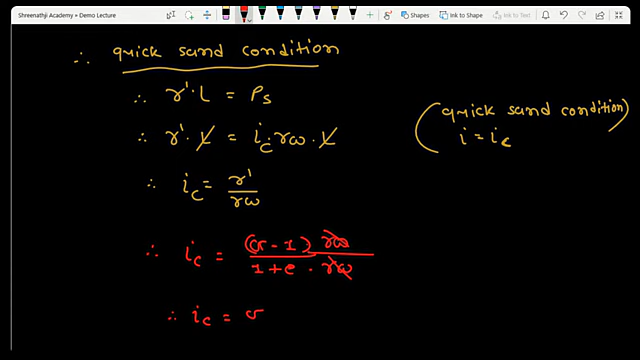 Shreenathji Academy • Demo Lecture
Shapes
Ink to Shape
Ink to Text
∴ quick sand condition
∴ γ'·L = Ps
∴ γ'·L = ic·γω·L
∴ ic = γ'/γω
(quick sand condition)
i = ic
∴ ic = (G - 1) γω / 1+e · γω
∴ ic = G